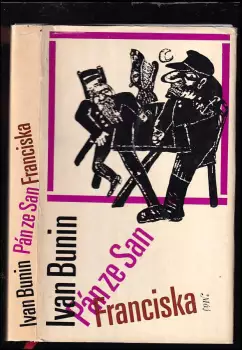 Ivan Bunin Pán ze San Franciska
Ivan Bunin
Pán ze San
Franciska